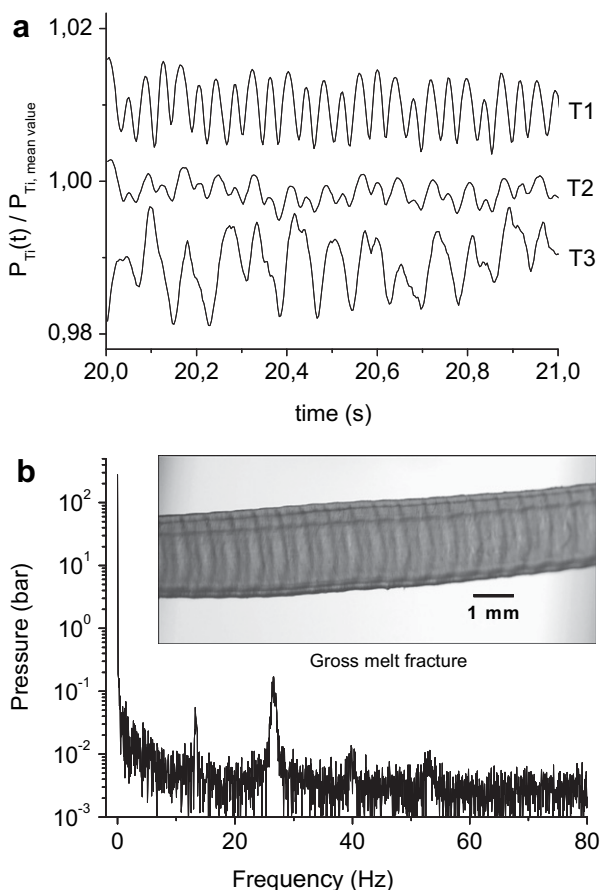 a
1,02
1,00
0,98
P_Ti(t) / P_Ti, mean value
T1
T2
T3
20,0 20,2 20,4 20,6 20,8 21,0
time (s)
b
10^2
10^1
10^0
10^-1
10^-2
10^-3
Pressure (bar)
1 mm
Gross melt fracture
0 20 40 60 80
Frequency (Hz)